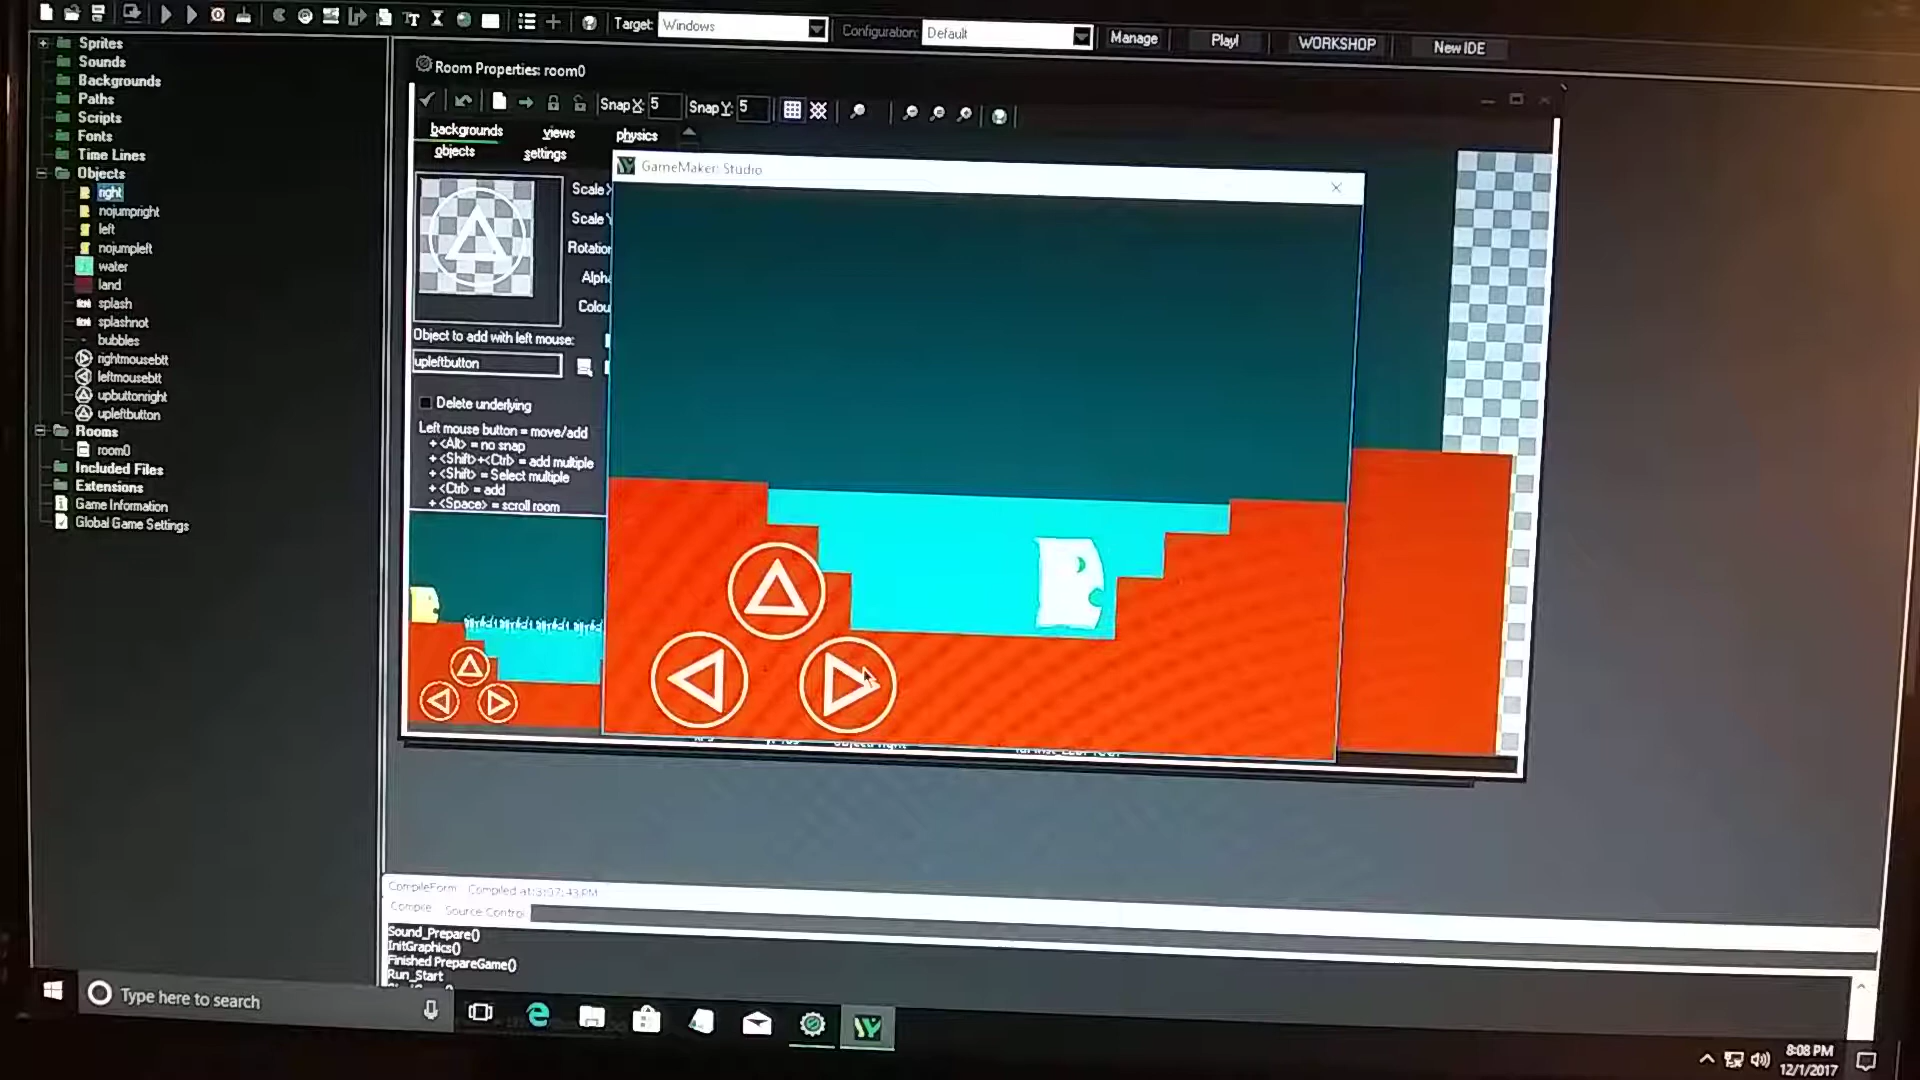 Target: Windows Configuration: Default Manage Play! WORKSHOP New IDE
Sprites
Sounds
Backgrounds
Paths
Scripts
Fonts
Time Lines
Objects
right
nojumpright
left
nojumpleft
water
land
splash
splashnot
bubbles
rightmousebtt
leftmousebtt
upbuttonright
upleftbutton
Rooms
room0
Included Files
Extensions
Game Information
Global Game Settings
Room Properties: room0
Snap X: 5 Snap Y: 5
backgrounds views physics
objects settings
Scale
Scale
Rotation
Alpha
Colou
Object to add with left mouse:
upleftbutton
Delete underlying
Left mouse button = move/add
+ <Alt> = no snap
+ <Shift>+<Ctrl> = add multiple
+ <Shift> = Select multiple
+ <Ctrl> = add
+ <Space> = scroll room
GameMaker: Studio
CompileForm Compiled at:
Compile Source Control
Sound_Prepare()
InitGraphics()
Finished PrepareGame()
Run_Start
Type here to search
8:08 PM
12/1/2017